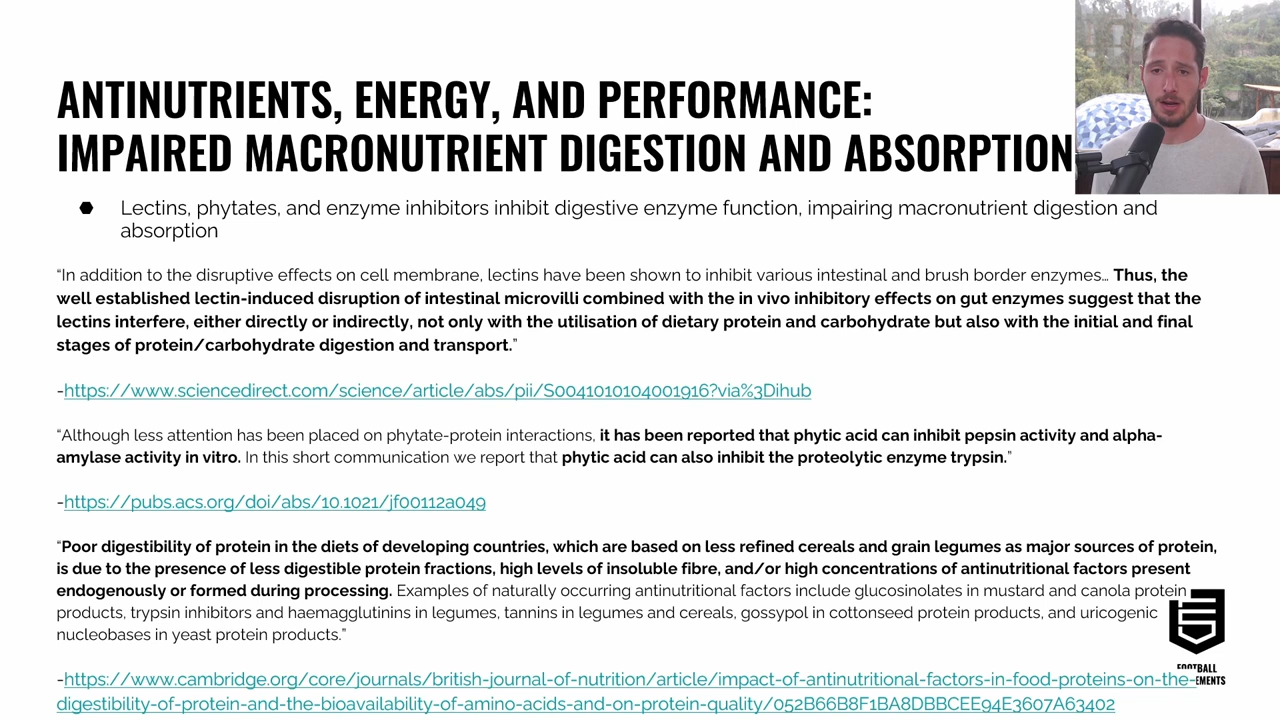 ANTINUTRIENTS, ENERGY, AND PERFORMANCE:
IMPAIRED MACRONUTRIENT DIGESTION AND ABSORPTION
Lectins, phytates, and enzyme inhibitors inhibit digestive enzyme function, impairing macronutrient digestion and
absorption
“In addition to the disruptive effects on cell membrane, lectins have been shown to inhibit various intestinal and brush border enzymes… Thus, the
well established lectin-induced disruption of intestinal microvilli combined with the in vivo inhibitory effects on gut enzymes suggest that the
lectins interfere, either directly or indirectly, not only with the utilisation of dietary protein and carbohydrate but also with the initial and final
stages of protein/carbohydrate digestion and transport.”
-https://www.sciencedirect.com/science/article/abs/pii/S0041010104001916?via%3Dihub
“Although less attention has been placed on phytate-protein interactions, it has been reported that phytic acid can inhibit pepsin activity and alpha-
amylase activity in vitro. In this short communication we report that phytic acid can also inhibit the proteolytic enzyme trypsin.”
-https://pubs.acs.org/doi/abs/10.1021/jf00112a049
“Poor digestibility of protein in the diets of developing countries, which are based on less refined cereals and grain legumes as major sources of protein,
is due to the presence of less digestible protein fractions, high levels of insoluble fibre, and/or high concentrations of antinutritional factors present
endogenously or formed during processing. Examples of naturally occurring antinutritional factors include glucosinolates in mustard and canola protein
products, trypsin inhibitors and haemagglutinins in legumes, tannins in legumes and cereals, gossypol in cottonseed protein products, and uricogenic
nucleobases in yeast protein products.”
FOOTBALL
-https://www.cambridge.org/core/journals/british-journal-of-nutrition/article/impact-of-antinutritional-factors-in-food-proteins-on-the-
digestibility-of-protein-and-the-bioavailability-of-amino-acids-and-on-protein-quality/052B66B8F1BA8DBBCEE94E3607A63402